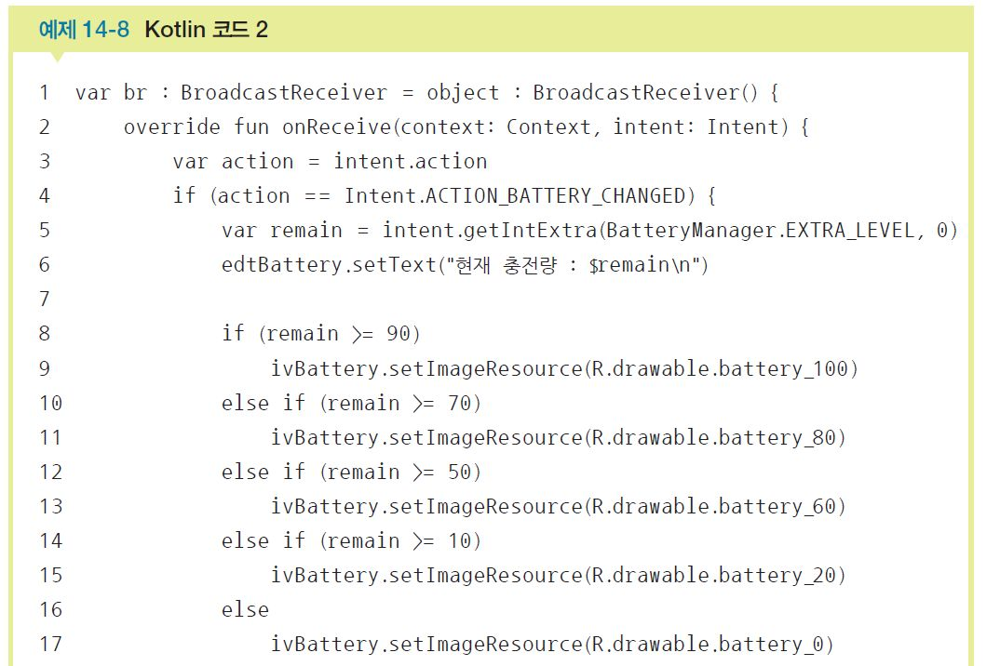 예제 14-8 Kotlin 코드 2
1 var br : BroadcastReceiver = object : BroadcastReceiver() {
2     override fun onReceive(context: Context, intent: Intent) {
3         var action = intent.action
4         if (action == Intent.ACTION_BATTERY_CHANGED) {
5             var remain = intent.getIntExtra(BatteryManager.EXTRA_LEVEL, 0)
6             edtBattery.setText("현재 충전량 : $remain\n")
7
8             if (remain >= 90)
9                 ivBattery.setImageResource(R.drawable.battery_100)
10             else if (remain >= 70)
11                 ivBattery.setImageResource(R.drawable.battery_80)
12             else if (remain >= 50)
13                 ivBattery.setImageResource(R.drawable.battery_60)
14             else if (remain >= 10)
15                 ivBattery.setImageResource(R.drawable.battery_20)
16             else
17                 ivBattery.setImageResource(R.drawable.battery_0)